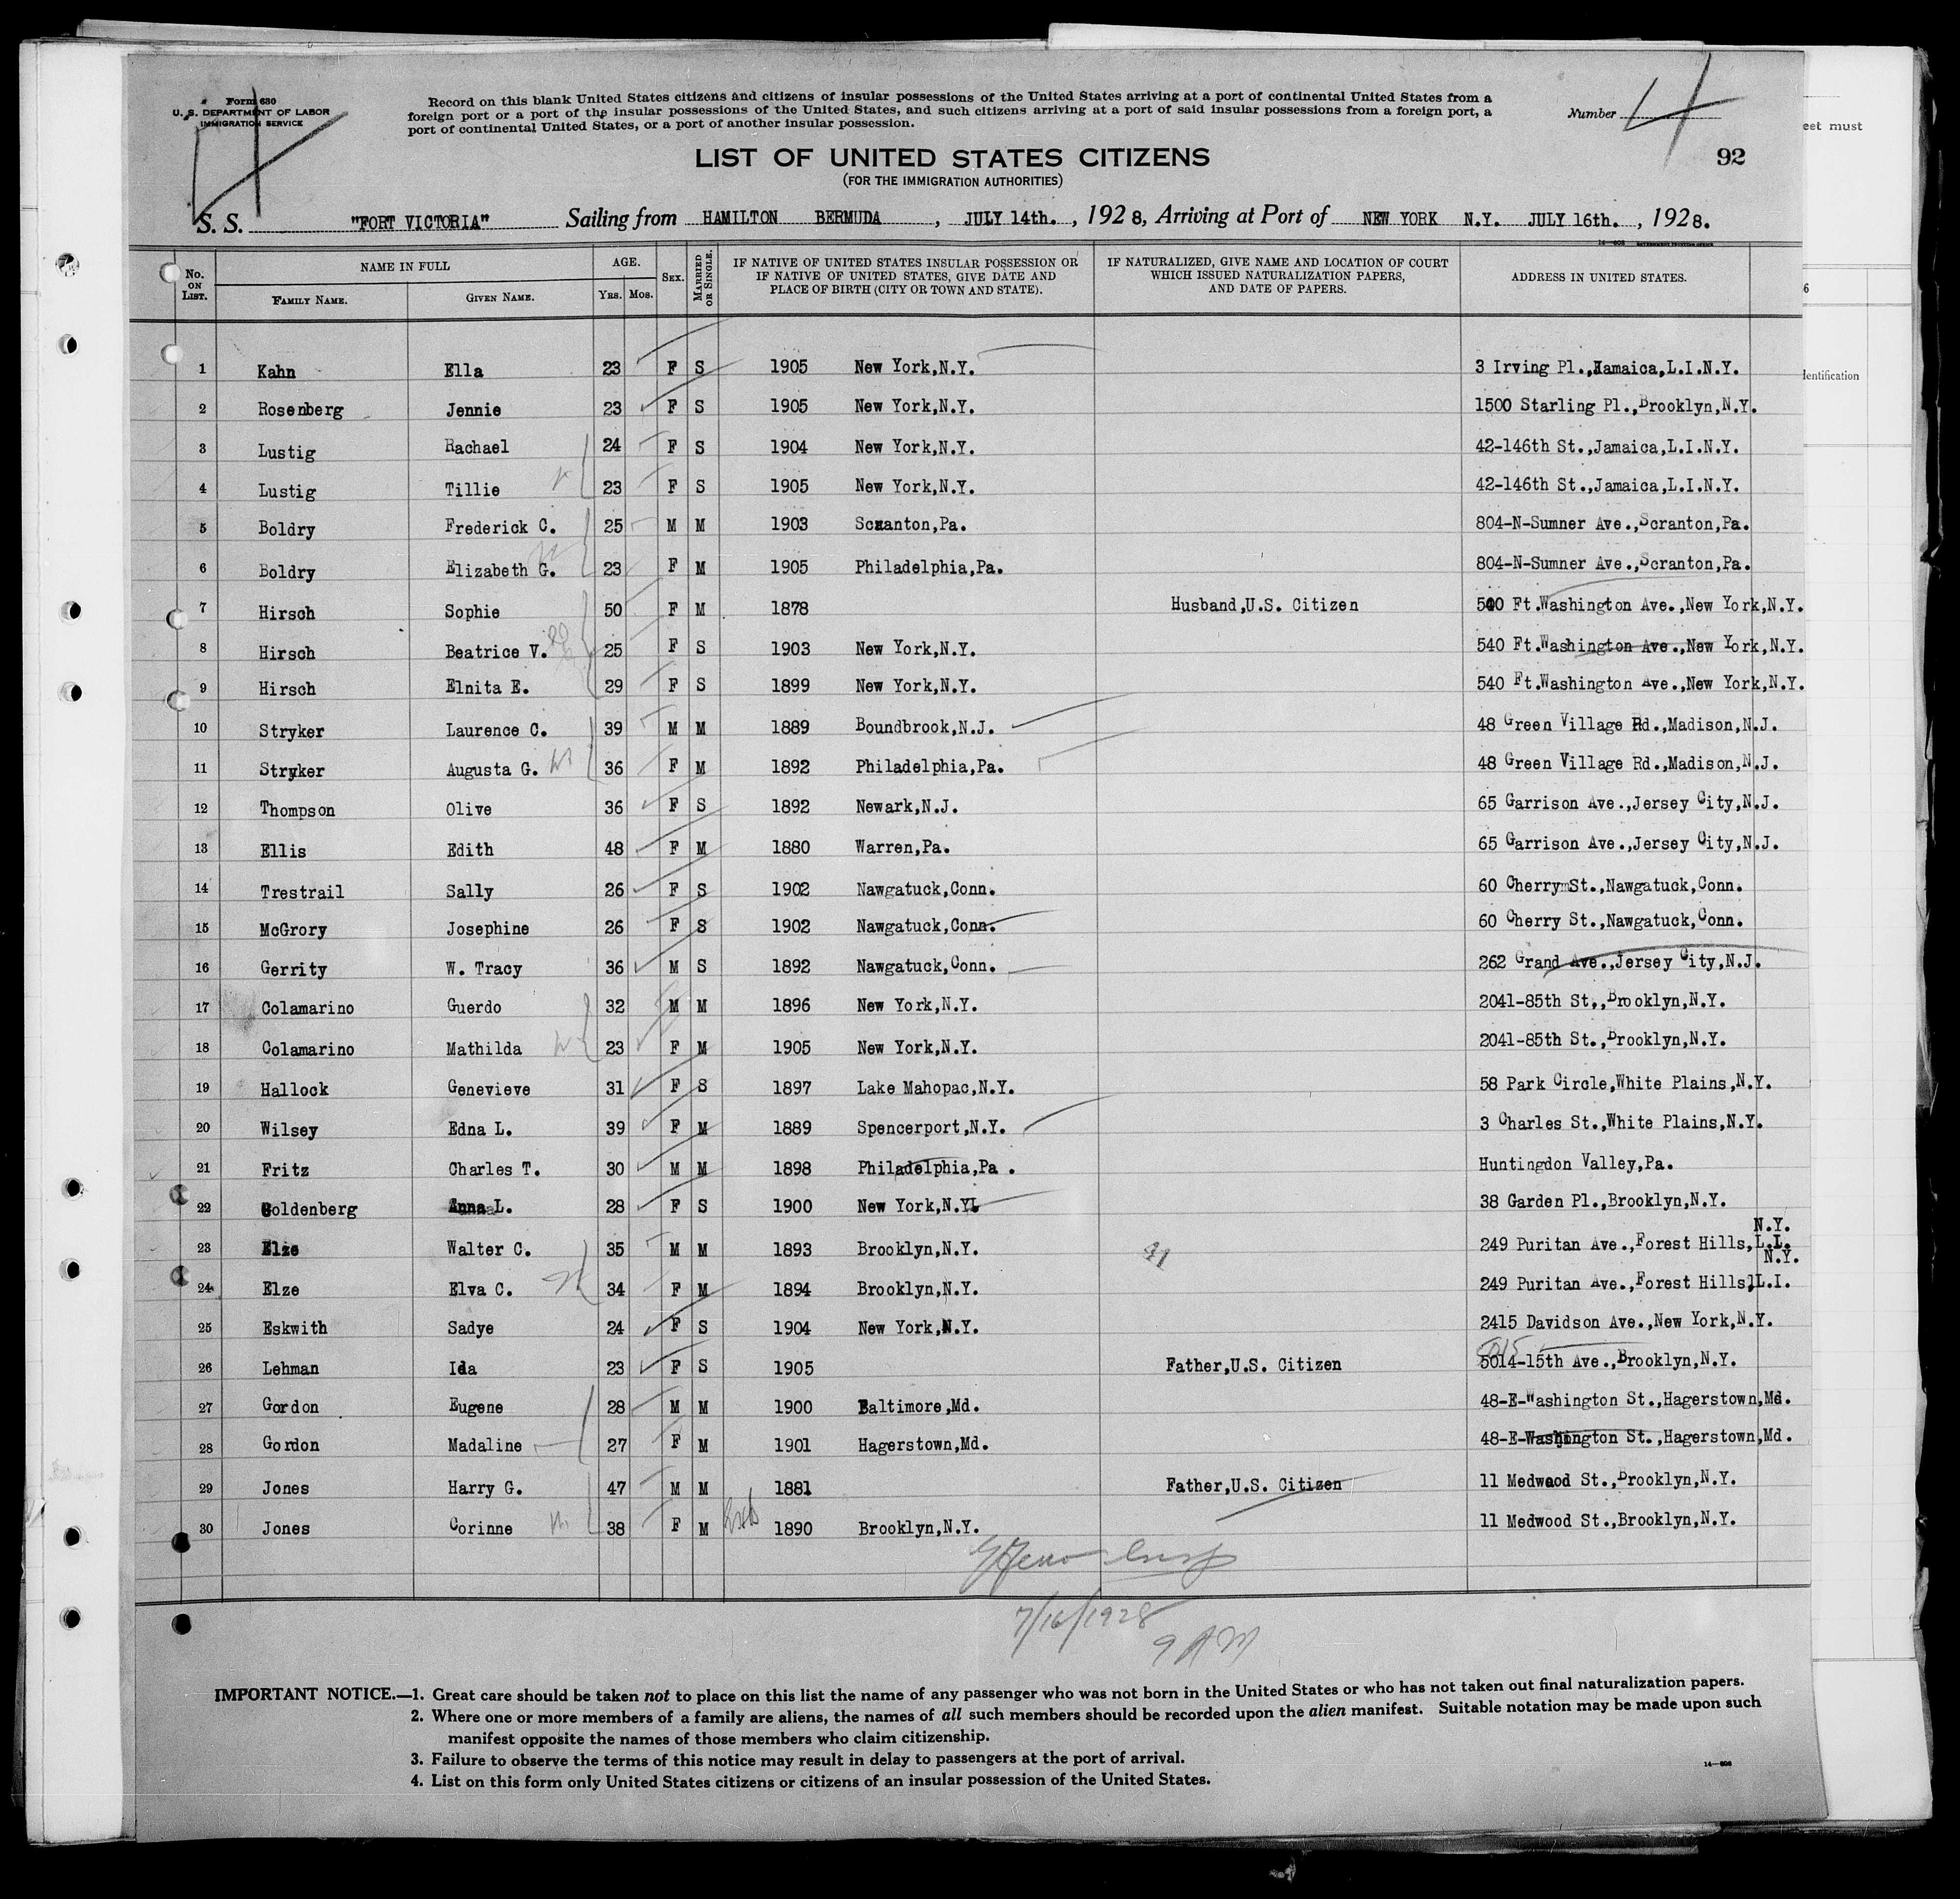 Form 630
U. S. DEPARTMENT OF LABOR
IMMIGRATION SERVICE
Record on this blank United States citizens and citizens of insular possessions of the United States arriving at a port of continental United States from a
foreign port or a port of the insular possessions of the United States, and such citizens arriving at a port of said insular possessions from a foreign port, a
port of continental United States, or a port of another insular possession.
Number 4
eet must
LIST OF UNITED STATES CITIZENS
92
(FOR THE IMMIGRATION AUTHORITIES)
S. S. "FORT VICTORIA" Sailing from HAMILTON BERMUDA , JULY 14th. , 1928, Arriving at Port of NEW YORK N.Y. JULY 16th. , 1928.
No. ON LIST. NAME IN FULL FAMILY NAME. GIVEN NAME. AGE. YRS. MOS. SEX. MARRIED OR SINGLE. IF NATIVE OF UNITED STATES INSULAR POSSESSION OR IF NATIVE OF UNITED STATES, GIVE DATE AND PLACE OF BIRTH (CITY OR TOWN AND STATE). IF NATURALIZED, GIVE NAME AND LOCATION OF COURT WHICH ISSUED NATURALIZATION PAPERS, AND DATE OF PAPERS. ADDRESS IN UNITED STATES.
1 Kahn Ella 23 F S 1905 New York,N.Y. 3 Irving Pl.,Jamaica,L.I.N.Y.
dentification
2 Rosenberg Jennie 23 F S 1905 New York,N.Y. 1500 Starling Pl.,Brooklyn,N.Y.
3 Lustig Rachael 24 F S 1904 New York,N.Y. 42-146th St.,Jamaica,L.I.N.Y.
4 Lustig Tillie 23 F S 1905 New York,N.Y. 42-146th St.,Jamaica,L.I.N.Y.
5 Boldry Frederick C. 25 M M 1903 Scranton,Pa. 804-N-Sumner Ave.,Scranton,Pa.
6 Boldry Elizabeth G. 23 F M 1905 Philadelphia,Pa. 804-N-Sumner Ave.,Scranton,Pa.
7 Hirsch Sophie 50 F M 1878 Husband,U.S. Citizen 540 Ft.Washington Ave.,New York,N.Y.
8 Hirsch Beatrice V. 25 F S 1903 New York,N.Y. 540 Ft.Washington Ave.,New York,N.Y.
9 Hirsch Elnita E. 29 F S 1899 New York,N.Y. 540 Ft.Washington Ave.,New York,N.Y.
10 Stryker Laurence C. 39 M M 1889 Boundbrook,N.J. 48 Green Village Rd.,Madison,N.J.
11 Stryker Augusta G. 36 F M 1892 Philadelphia,Pa. 48 Green Village Rd.,Madison,N.J.
12 Thompson Olive 36 F S 1892 Newark,N.J. 65 Garrison Ave.,Jersey City,N.J.
13 Ellis Edith 48 F M 1880 Warren,Pa. 65 Garrison Ave.,Jersey City,N.J.
14 Trestrail Sally 26 F S 1902 Nawgatuck,Conn. 60 Cherry St.,Nawgatuck,Conn.
15 McGrory Josephine 26 F S 1902 Nawgatuck,Conn. 60 Cherry St.,Nawgatuck,Conn.
16 Gerrity W. Tracy 36 M S 1892 Nawgatuck,Conn. 262 Grand Ave.,Jersey City,N.J.
17 Colamarino Guerdo 32 M M 1896 New York,N.Y. 2041-85th St,,Brooklyn,N.Y.
18 Colamarino Mathilda 23 F M 1905 New York,N.Y. 2041-85th St.,Brooklyn,N.Y.
19 Hallock Genevieve 31 F S 1897 Lake Mahopac,N.Y. 58 Park Circle,White Plains,N.Y.
20 Wilsey Edna L. 39 F M 1889 Spencerport,N.Y. 3 Charles St.,White Plains,N.Y.
21 Fritz Charles T. 30 M M 1898 Philadelphia,Pa . Huntingdon Valley,Pa.
22 Goldenberg Anna L. 28 F S 1900 New York,N.Y. 38 Garden Pl.,Brooklyn,N.Y.
N.Y.
23 Elze Walter C. 35 M M 1893 Brooklyn,N.Y. 91 249 Puritan Ave.,Forest Hills,L.I.
N.Y.
24 Elze Elva C. 34 F M 1894 Brooklyn,N.Y. 249 Puritan Ave.,Forest Hills,L.I.
25 Eskwith Sadye 24 F S 1904 New York,N.Y. 2415 Davidson Ave.,New York,N.Y.
5015
26 Lehman Ida 23 F S 1905 Father,U.S. Citizen 5014-15th Ave.,Brooklyn,N.Y.
27 Gordon Eugene 28 M M 1900 Baltimore,Md. 48-E-Washington St.,Hagerstown,Md.
28 Gordon Madaline 27 F M 1901 Hagerstown,Md. 48-E-Washington St.,Hagerstown,Md.
29 Jones Harry G. 47 M M 1881 Father,U.S. Citizen 11 Medwood St.,Brooklyn,N.Y.
30 Jones Corinne 38 F M 1890 Brooklyn,N.Y. 11 Medwood St.,Brooklyn,N.Y.
7/16/1928
9 AM
IMPORTANT NOTICE.—1. Great care should be taken not to place on this list the name of any passenger who was not born in the United States or who has not taken out final naturalization papers.
2. Where one or more members of a family are aliens, the names of all such members should be recorded upon the alien manifest. Suitable notation may be made upon such
manifest opposite the names of those members who claim citizenship.
3. Failure to observe the terms of this notice may result in delay to passengers at the port of arrival.
4. List on this form only United States citizens or citizens of an insular possession of the United States.